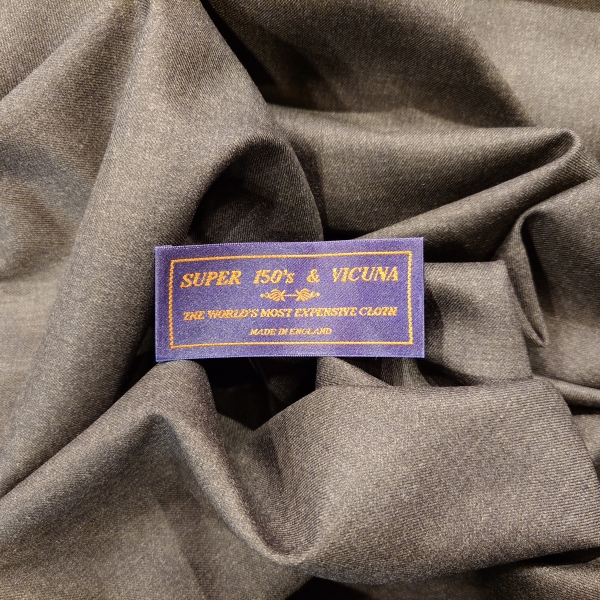 SUPER 150's & VICUNA
THE WORLD'S MOST EXPENSIVE CLOTH
MADE IN ENGLAND